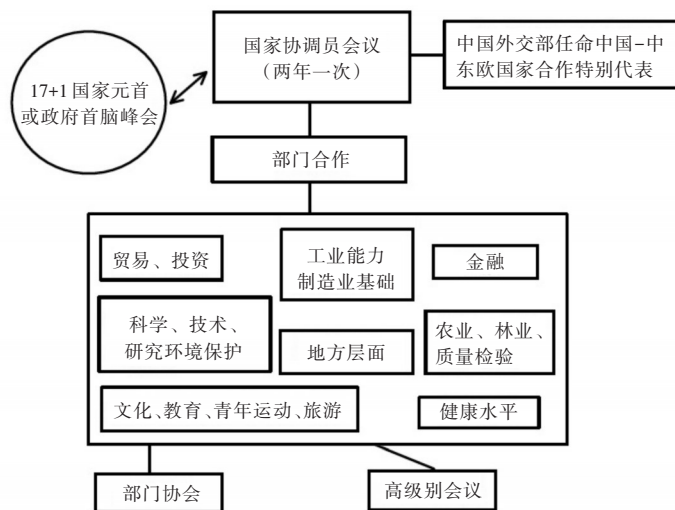 国家协调员会议
（两年一次）
中国外交部任命中国-中
东欧国家合作特别代表
17+1国家元首
或政府首脑峰会
部门合作
贸易、投资
工业能力
制造业基础
金融
科学、技术、
研究环境保护
地方层面
农业、林业、
质量检验
文化、教育、青年运动、旅游
健康水平
部门协会
高级别会议